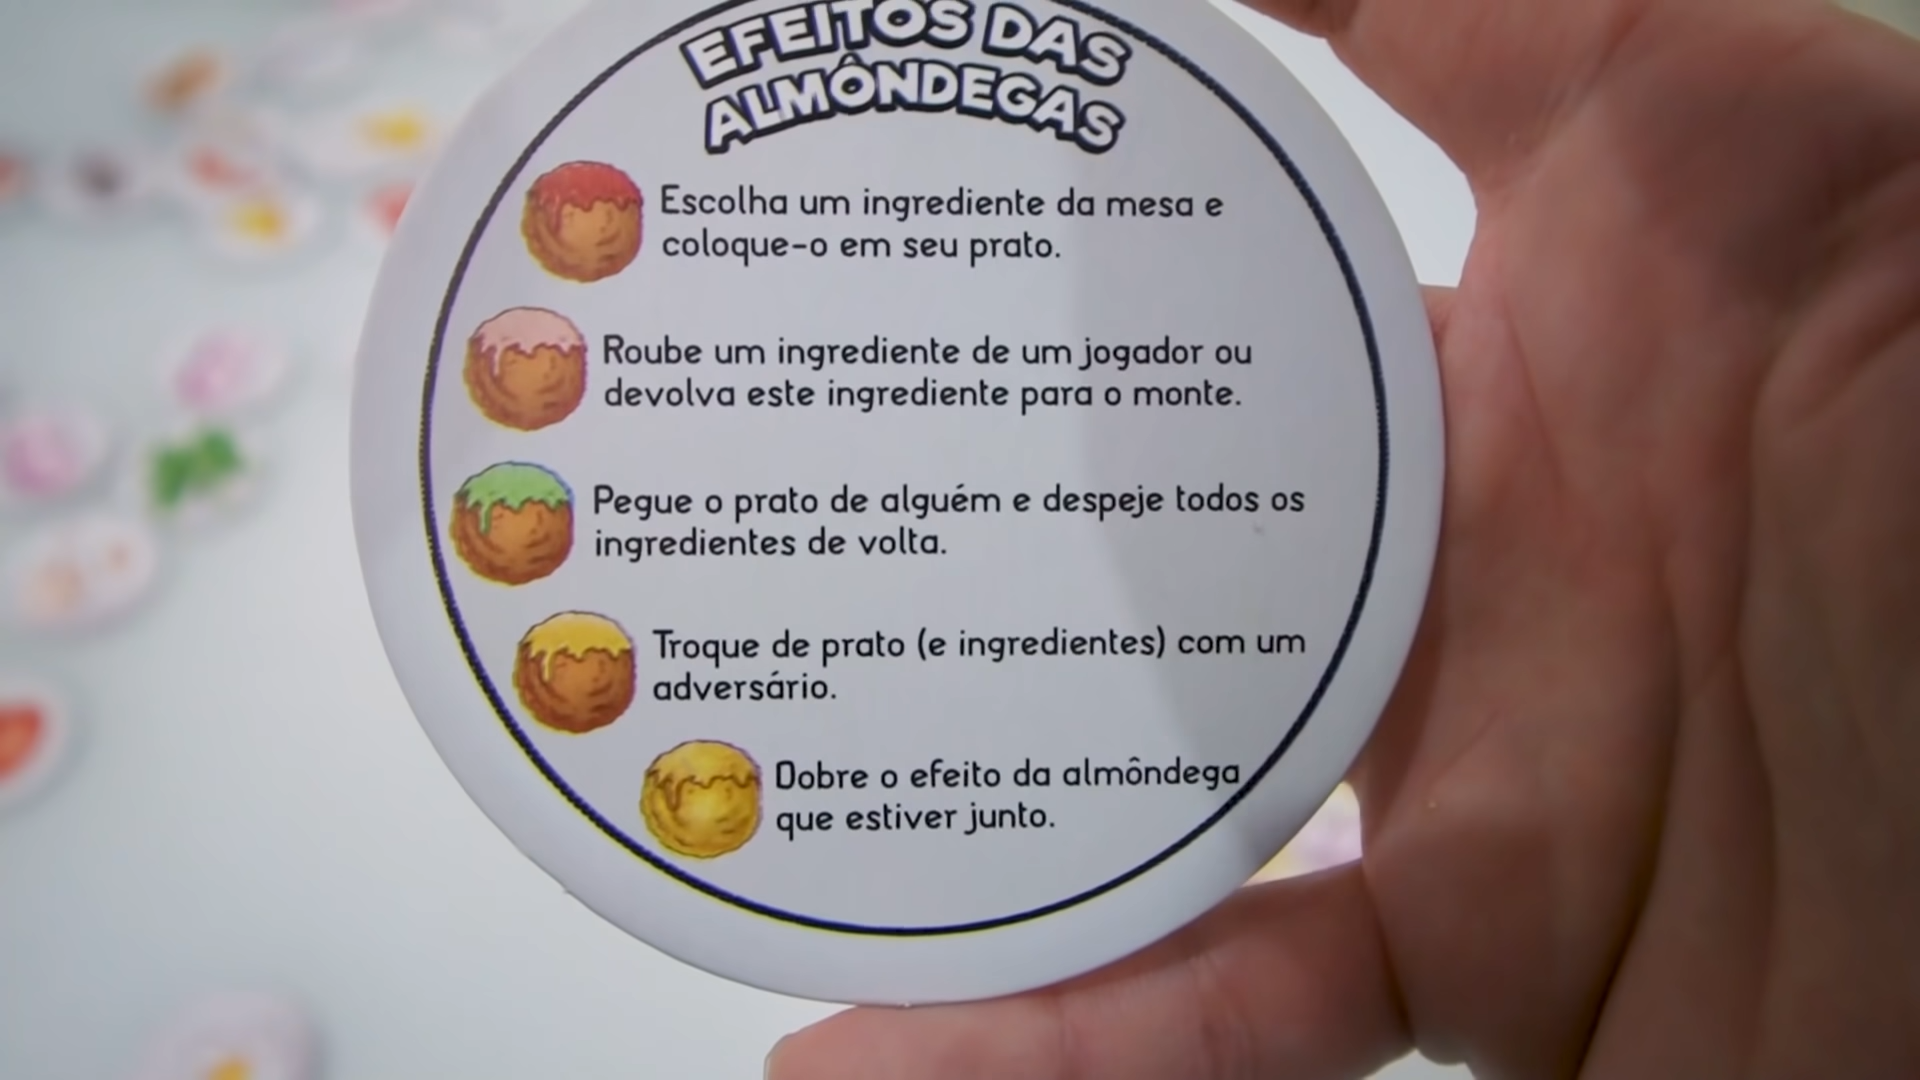 EFEITOS DAS
ALMÔNDEGAS
Escolha um ingrediente da mesa e
coloque-o em seu prato.
Roube um ingrediente de um jogador ou
devolva este ingrediente para o monte.
Pegue o prato de alguém e despeje todos os
ingredientes de volta.
Troque de prato (e ingredientes) com um
adversário.
Dobre o efeito da almôndega
que estiver junto.